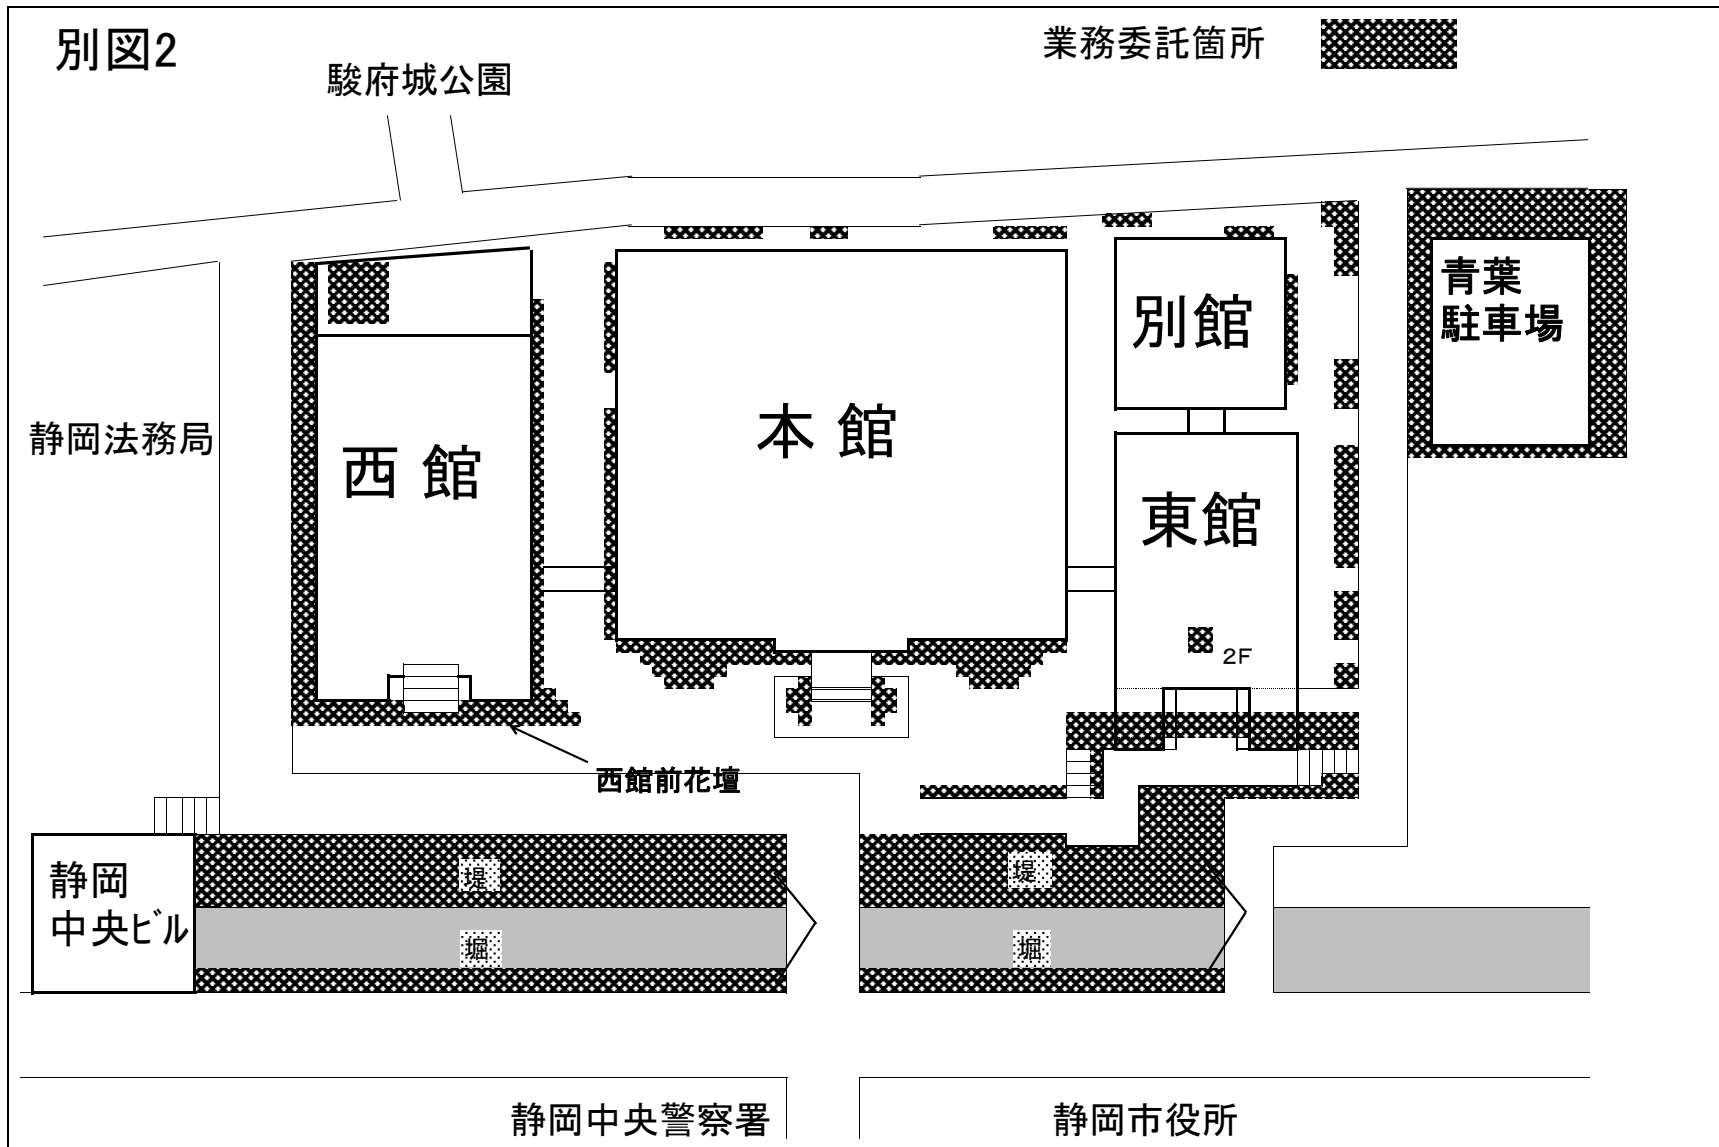 別図2
業務委託箇所
駿府城公園
青葉
駐車場
別館
本 館
静岡法務局
西 館
東館
2F
西館前花壇
堤
堤
静岡
中央ビル
堀
堀
静岡中央警察署
静岡市役所